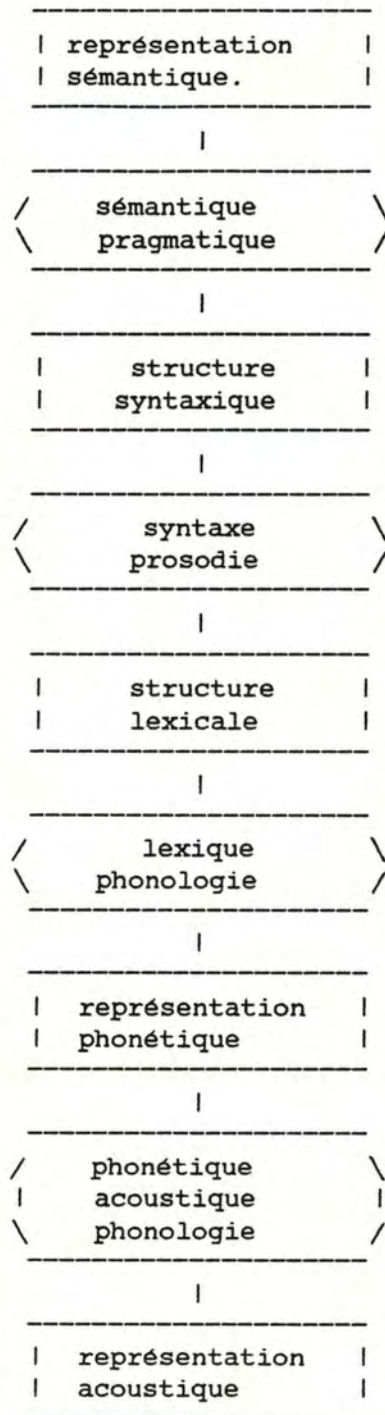 représentation
sémantique.
sémantique
pragmatique
structure
syntaxique
syntaxe
prosodie
structure
lexicale
lexique
phonologie
représentation
phonétique
phonétique
acoustique
phonologie
représentation
acoustique